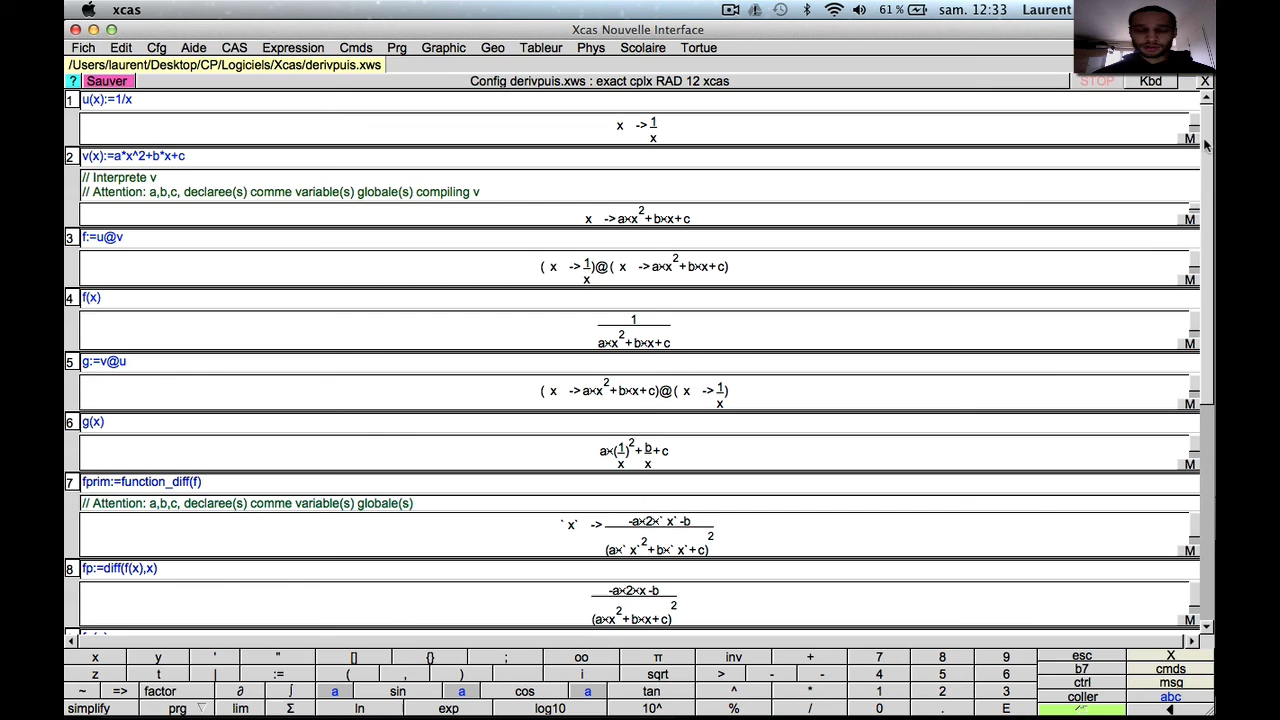 xcas 61 % sam. 12:33 Laurent
Xcas Nouvelle Interface
Fich Edit Cfg Aide CAS Expression Cmds Prg Graphic Geo Tableur Phys Scolaire Tortue
/Users/laurent/Desktop/CP/Logiciels/Xcas/derivpuis.xws
? Sauver Config derivpuis.xws : exact cplx RAD 12 xcas STOP Kbd X
1 u(x):=1/x
x -> 1/x
M
2 v(x):=a*x^2+b*x+c
// Interprete v
// Attention: a,b,c, declaree(s) comme variable(s) globale(s) compiling v
x ->a×x^2+b×x+c
M
3 f:=u@v
( x ->1/x)@( x ->a×x^2+b×x+c)
M
4 f(x)
1
a×x^2+b×x+c
M
5 g:=v@u
( x ->a×x^2+b×x+c)@( x ->1/x)
M
6 g(x)
a×(1/x)^2+b/x+c
M
7 fprim:=function_diff(f)
// Attention: a,b,c, declaree(s) comme variable(s) globale(s)
` x` -> -a×2×` x`-b
(a×` x`^2+b×` x`+c)^2
M
8 fp:=diff(f(x),x)
-a×2×x-b
(a×x^2+b×x+c)^2
M
x y ' " [] {} ; oo π inv + 7 8 9 esc X
z t | := ( , ) i sqrt > - - 4 5 6 b7 cmds
~ => factor ∂ ∫ a sin a cos a tan ^ * 1 2 3 ctrl msg
coller abc
simplify prg lim Σ ln exp log10 10^ % / 0 . E